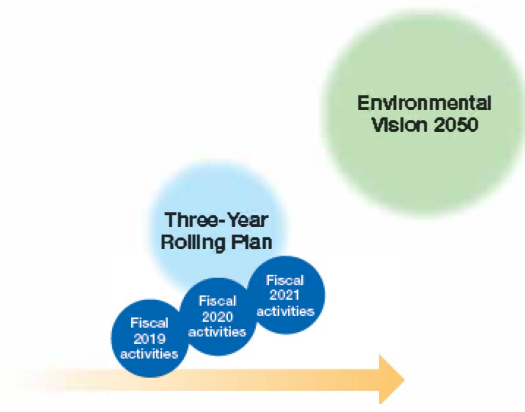 Environmental
Vision 2050
Three-Year
Rolling Plan
Fiscal
2019
activities
Fiscal
2020
activities
Fiscal
2021
activities